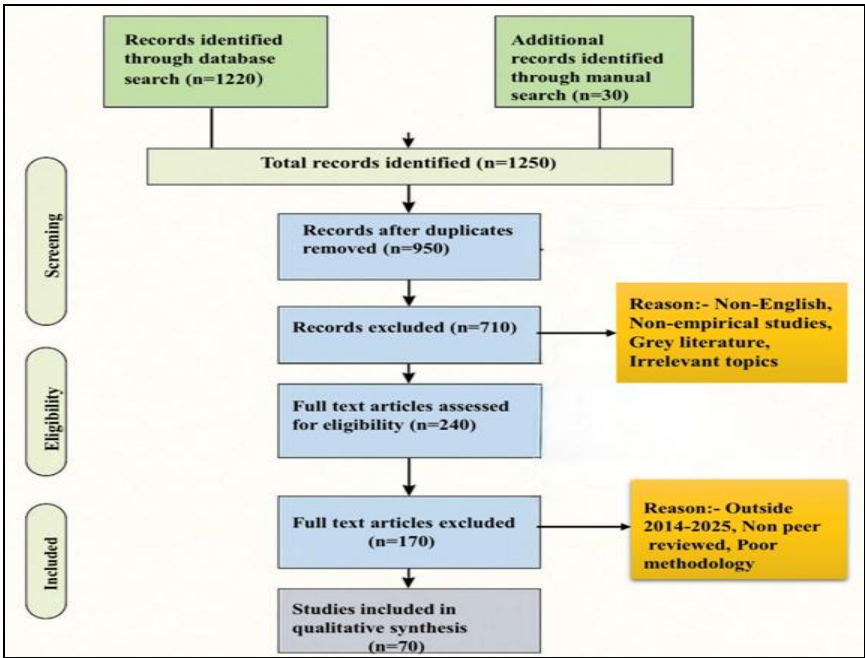 Records identified
through database
search (n=1220)
Additional
records identified
through manual
search (n=30)
Total records identified (n=1250)
Screening
Records after duplicates
removed (n=950)
Records excluded (n=710)
Reason:- Non-English,
Non-empirical studies,
Grey literature,
Irrelevant topics
Eligibility
Full text articles assessed
for eligibility (n=240)
Included
Full text articles excluded
(n=170)
Reason:- Outside
2014-2025, Non peer
reviewed, Poor
methodology
Studies included in
qualitative synthesis
(n=70)